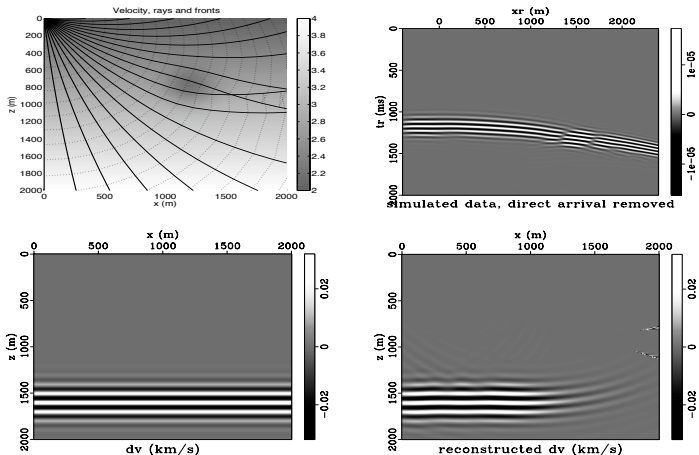 Velocity, rays and fronts
0
200
400
600
800
1000
1200
1400
1600
1800
2000
z (m)
0 500 1000 1500 2000
x (m)
4
3.8
3.6
3.4
3.2
3
2.8
2.6
2.4
2.2
2
xr (m)
0 500 1000 1500 2000
0
500
1000
1500
2000
tr (ms)
1e-05
0
-1e-05
simulated data, direct arrival removed
x (m)
0 500 1000 1500 2000
0
500
1000
1500
2000
z (m)
0.02
0
-0.02
dv (km/s)
x (m)
0 500 1000 1500 2000
0
500
1000
1500
2000
z (m)
0.02
0
-0.02
reconstructed dv (km/s)